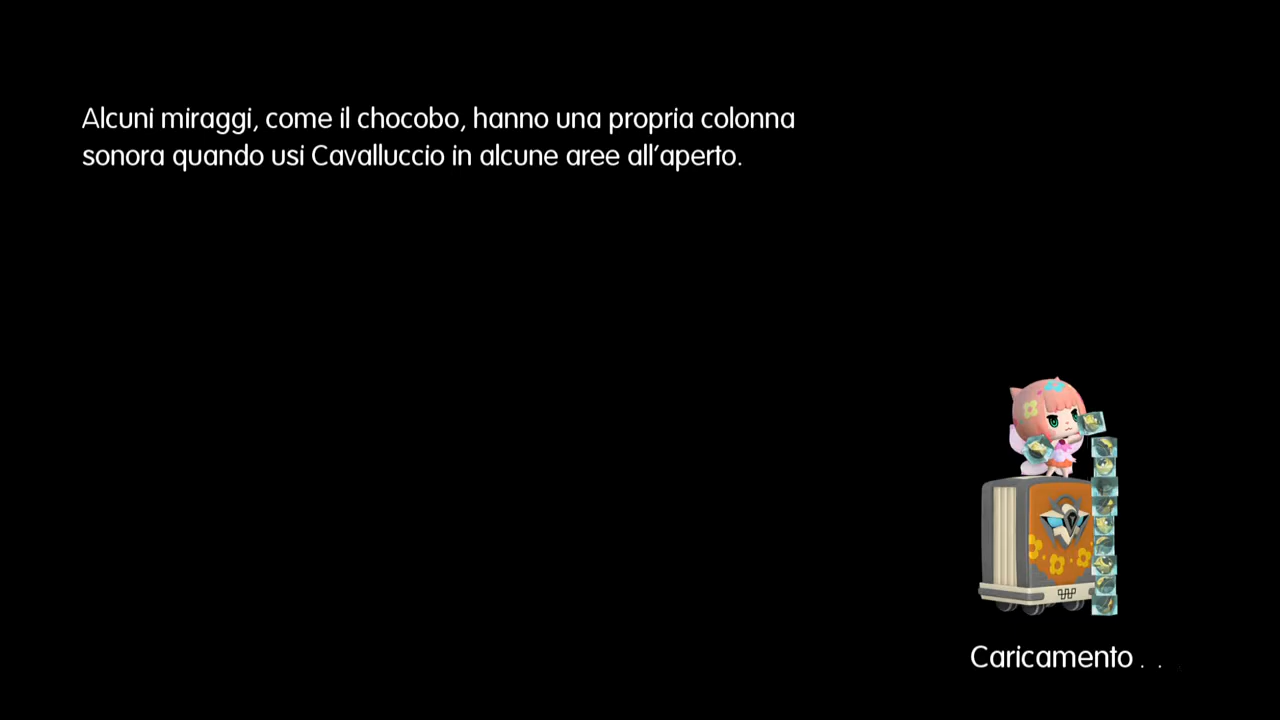 Alcuni miraggi, come il chocobo, hanno una propria colonna
sonora quando usi Cavalluccio in alcune aree all'aperto.
Caricamento . .